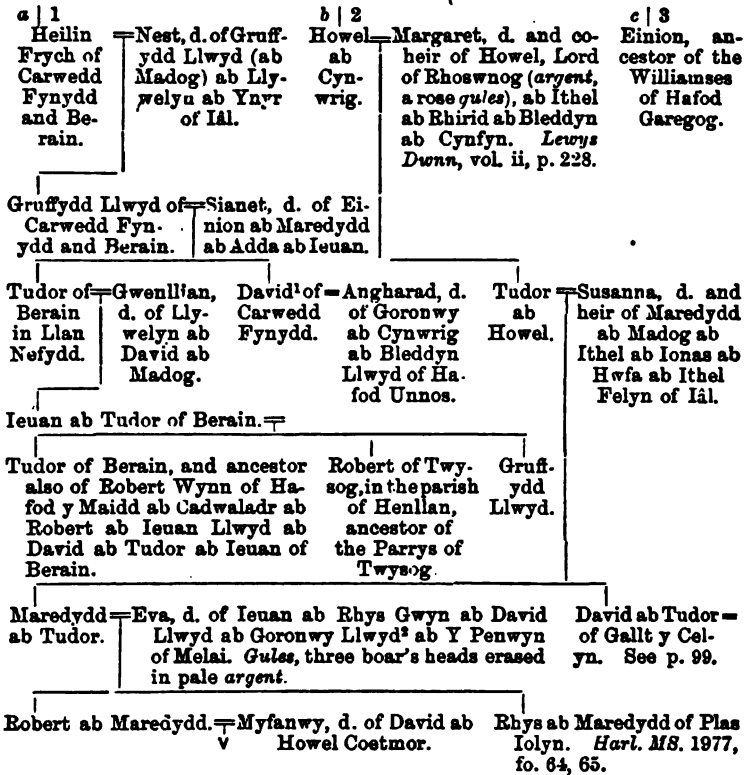 a | 1
Heilin
Frych of
Carwedd
Fynydd
and Be-
rain.
Nest, d. of Gruff-
ydd Llwyd (ab
Madog) ab Lly-
welyn ab Ynyr
of Iâl.
b | 2
Howel
ab
Cyn-
wrig.
Margaret, d. and co-
heir of Howel, Lord
of Rhoswnog (argent,
a rose gules), ab Ithel
ab Rhirid ab Bleddyn
ab Cynfyn. Lewys
Dwnn, vol. ii, p. 228.
c | 3
Einion, an-
cestor of the
Williamses
of Hafod
Garegog.
Gruffydd Llwyd of
Carwedd Fyn-
ydd and Berain.
Sianet, d. of Ei-
nion ab Maredydd
ab Adda ab Ieuan.
Tudor of
Berain
in Llan
Nefydd.
Gwenllian,
d. of Lly-
welyn ab
David ab
Madog.
David¹ of
Carwedd
Fynydd.
Angharad, d.
of Goronwy
ab Cynwrig
ab Bleddyn
Llwyd of Ha-
fod Unnos.
Tudor
ab
Howel.
Susanna, d. and
heir of Maredydd
ab Madog ab
Ithel ab Ionas ab
Hwfa ab Ithel
Felyn of Iâl.
Ieuan ab Tudor of Berain.
Tudor of Berain, and ancestor
also of Robert Wynn of Ha-
fod y Maidd ab Cadwaladr ab
Robert ab Ieuan Llwyd ab
David ab Tudor ab Ieuan of
Berain.
Robert of Twy-
sog, in the parish
of Henllan,
ancestor of
the Parrys of
Twysog
Gruff-
ydd
Llwyd.
Maredydd
ab Tudor.
Eva, d. of Ieuan ab Rhys Gwyn ab David
Llwyd ab Goronwy Llwyd² ab Y Penwyn
of Melai. Gules, three boar's heads erased
in pale argent.
David ab Tudor
of Gallt y Cel-
yn. See p. 99.
Robert ab Maredydd.
Myfanwy, d. of David ab
Howel Coetmor.
Rhys ab Maredydd of Plas
Iolyn. Harl. MS. 1977,
fo. 64, 65.